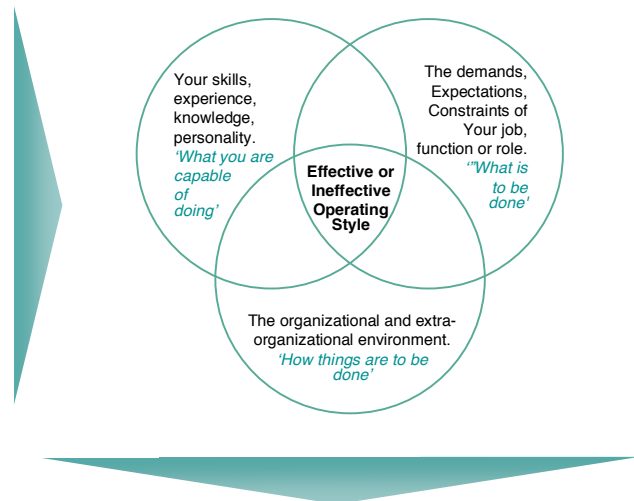 Your skills,
experience,
knowledge,
personality.
‘What you are
capable
of
doing’
The demands,
Expectations,
Constraints of
Your job,
function or role.
‘”What is
to be
done'
Effective or
Ineffective
Operating
Style
The organizational and extra-
organizational environment.
‘How things are to be
done’